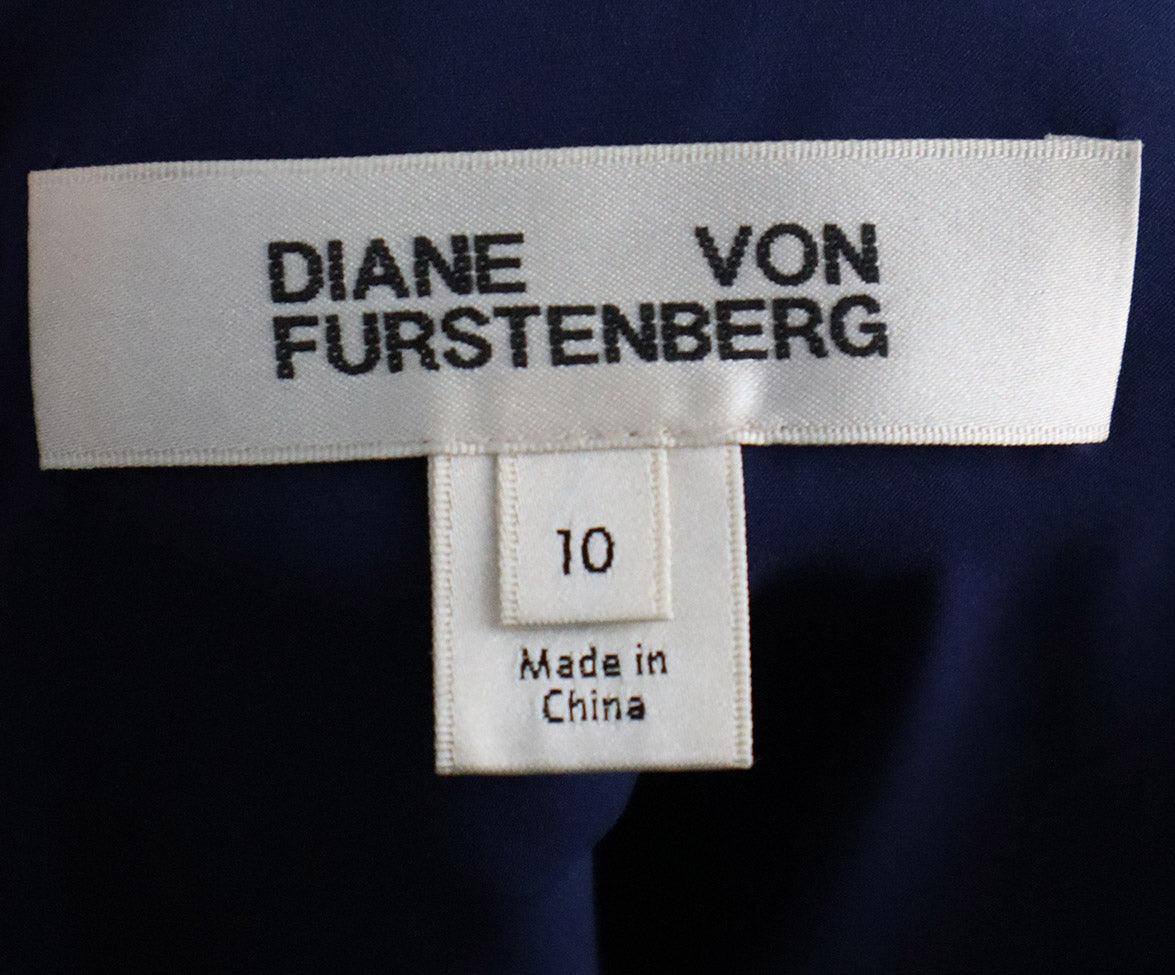 DIANE VON
FURSTENBERG
10
Made in
China